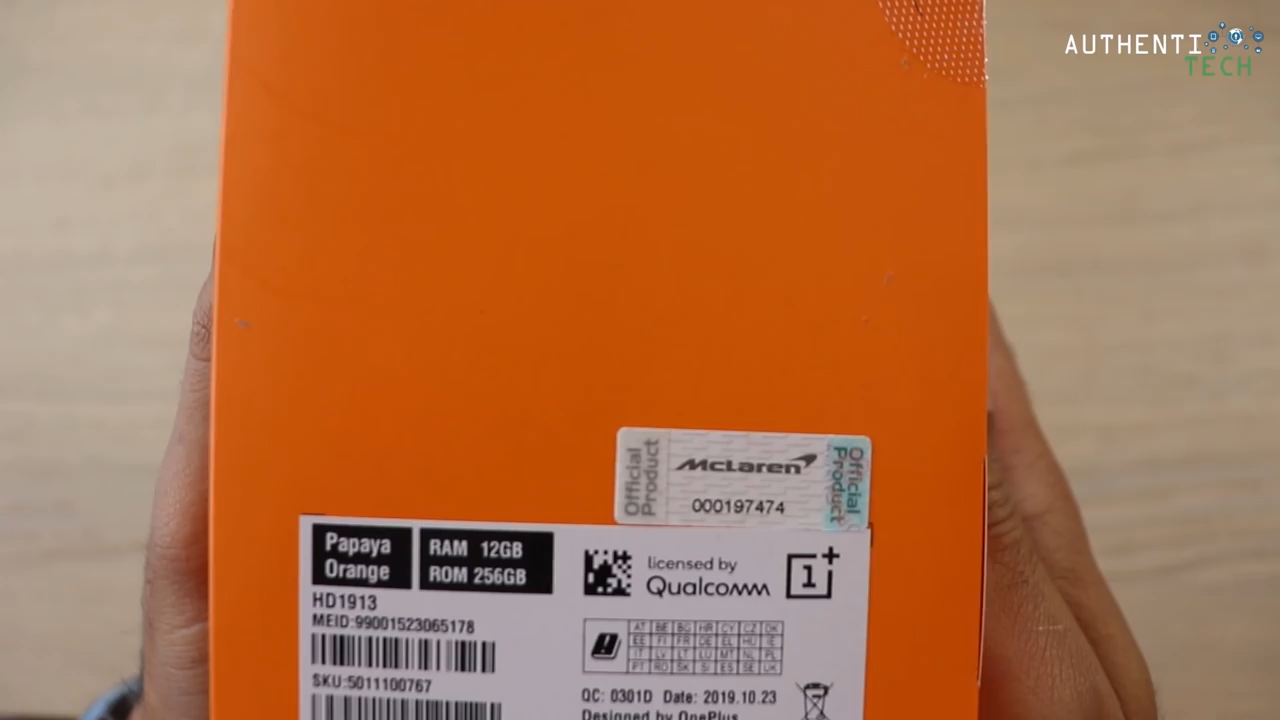 AUTHENTI
TECH
Official
Product
McLaren
000197474
Official
Product
Papaya
Orange
RAM 12GB
ROM 256GB
licensed by
Qualcomm
1+
HD1913
MEID:99001523065178
AT BE BG HR CY CZ DK
EE FI FR DE EL HU IE
IT LV LT LU MT NL PL
PT RO SK SI ES SE UK
SKU:5011100767
QC: 0301D Date: 2019.10.23
Designed by OnePlus